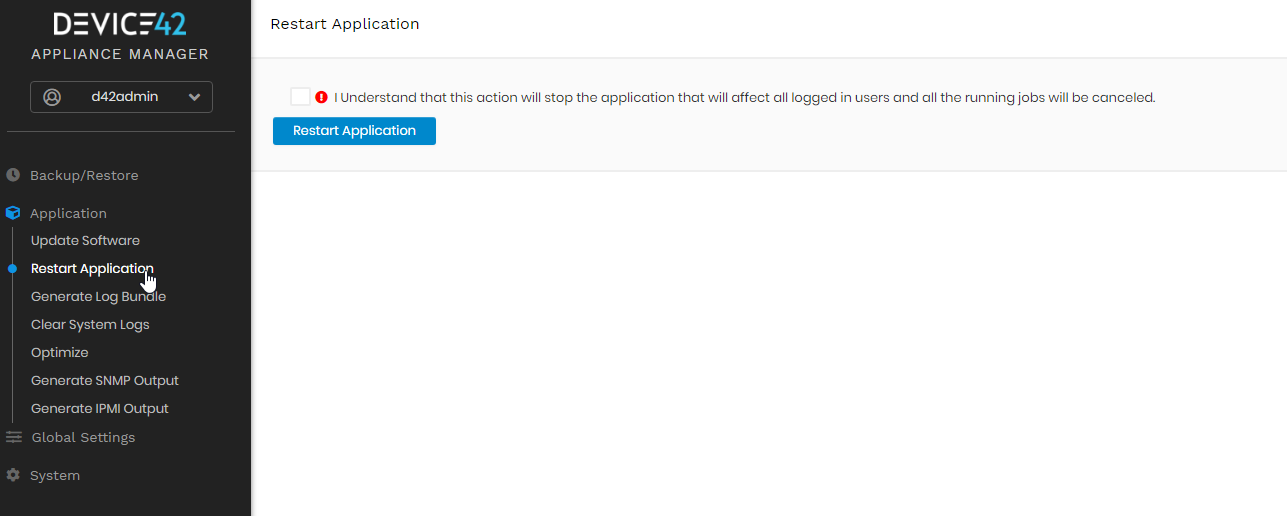 DEVICE42
APPLIANCE MANAGER
d42admin
Backup/Restore
Application
Update Software
Restart Application
Generate Log Bundle
Clear System Logs
Optimize
Generate SNMP Output
Generate IPMI Output
Global Settings
System
Restart Application
I Understand that this action will stop the application that will affect all logged in users and all the running jobs will be canceled.
Restart Application